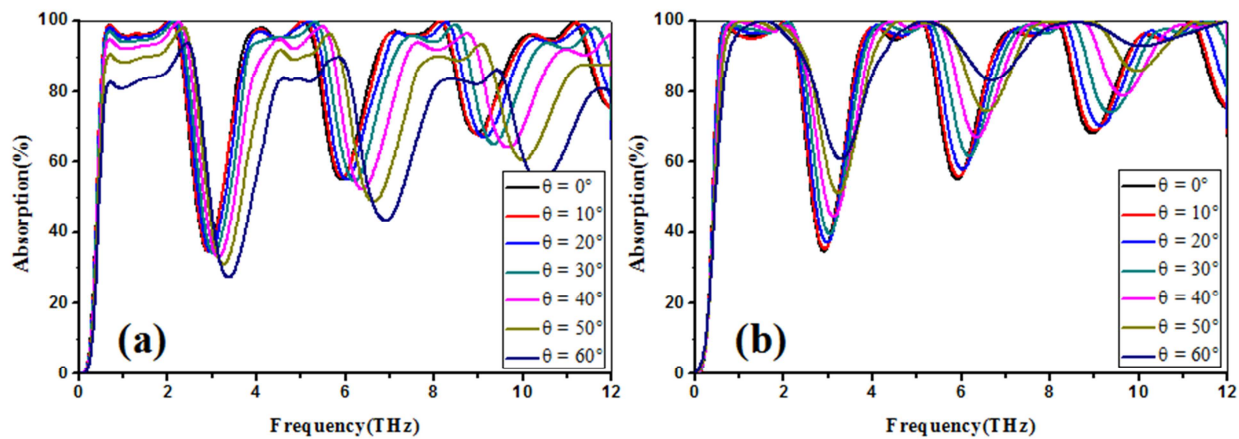 100
80
60
40
20
0
Absorption(%)
0 2 4 6 8 10 12
Frequency(THz)
(a)
θ = 0°
θ = 10°
θ = 20°
θ = 30°
θ = 40°
θ = 50°
θ = 60°
100
80
60
40
20
0
Absorption(%)
0 2 4 6 8 10 12
Frequency(THz)
(b)
θ = 0°
θ = 10°
θ = 20°
θ = 30°
θ = 40°
θ = 50°
θ = 60°